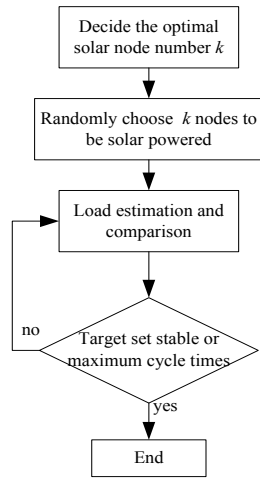 Decide the optimal
solar node number k
Randomly choose k nodes to
be solar powered
Load estimation and
comparison
no
Target set stable or
maximum cycle times
yes
End